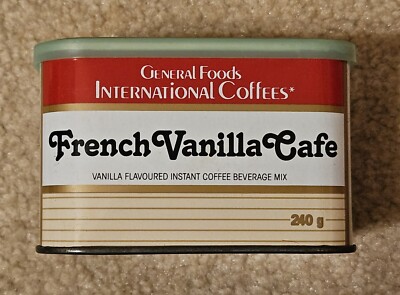 General Foods
International Coffees*
French Vanilla Cafe
VANILLA FLAVOURED INSTANT COFFEE BEVERAGE MIX
240 g